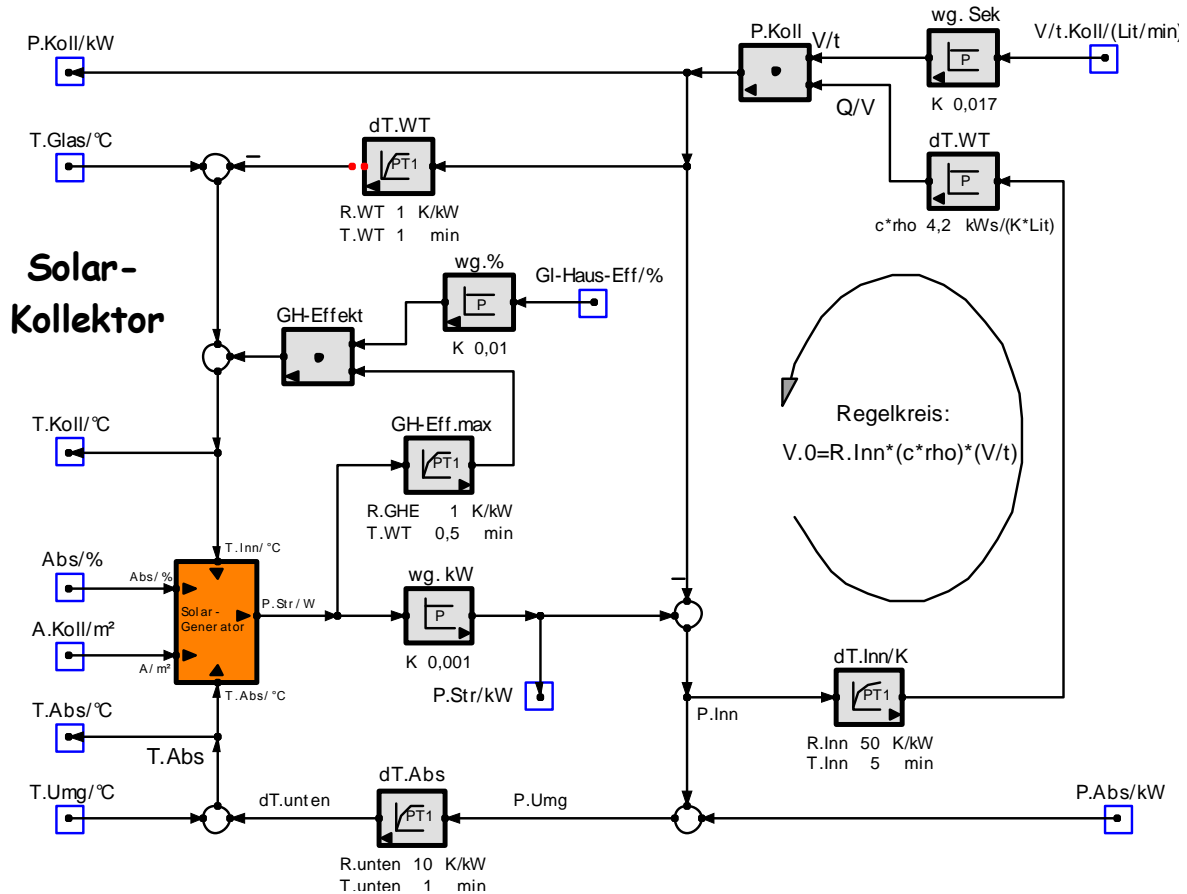 wg. Sek
P.Koll/kW
P.Koll
V/t
V/t.Koll/(Lit/min)
P
K 0,017
Q/V
T.Glas/°C
–
dT.WT
PT1
R.WT 1 K/kW
T.WT 1 min
dT.WT
P
c*rho 4,2 kWs/(K*Lit)
Solar-
Kollektor
wg.%
Gl-Haus-Eff/%
P
K 0,01
GH-Effekt
T.Koll/°C
GH-Eff.max
PT1
R.GHE 1 K/kW
T.WT 0,5 min
Regelkreis:
V.0=R.Inn*(c*rho)*(V/t)
T.Inn/°C
Abs/%
Abs/%
Solar-
Generator
P.Str/W
wg. kW
P
K 0,001
–
A.Koll/m²
A/m²
T.Abs/°C
P.Str/kW
T.Abs/°C
T.Abs
P.Inn
dT.Inn/K
PT1
R.Inn 50 K/kW
T.Inn 5 min
T.Umg/°C
dT.unten
dT.Abs
PT1
P.Umg
P.Abs/kW
R.unten 10 K/kW
T.unten 1 min